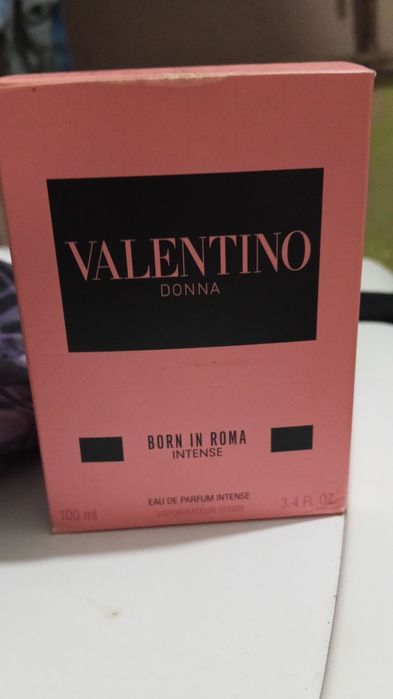 VALENTINO
DONNA
BORN IN ROMA
INTENSE
EAU DE PARFUM INTENSE
100 ml
VAPORISATEUR SPRAY
3.4 FL.OZ.